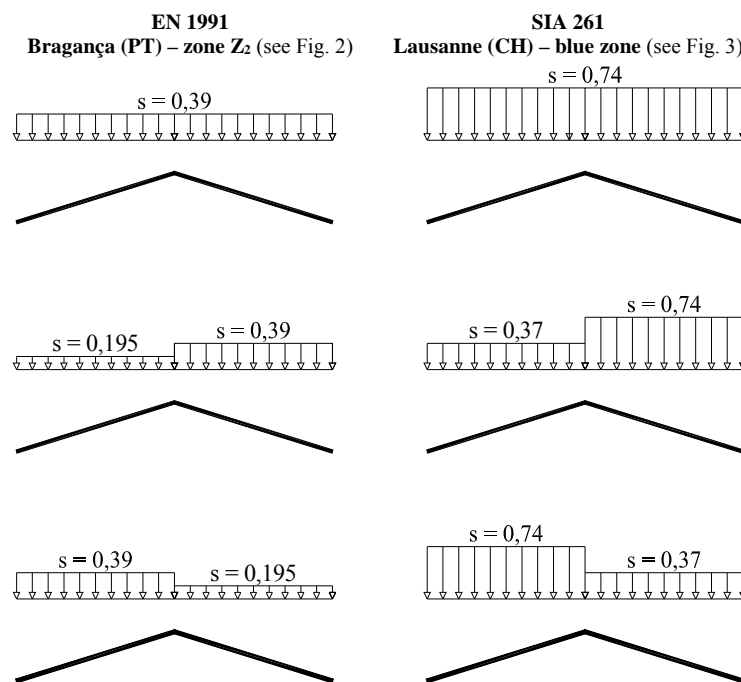 EN 1991
Bragança (PT) – zone Z₂ (see Fig. 2)
SIA 261
Lausanne (CH) – blue zone (see Fig. 3)
s = 0,39
s = 0,74
s = 0,195
s = 0,39
s = 0,37
s = 0,74
s = 0,39
s = 0,195
s = 0,74
s = 0,37